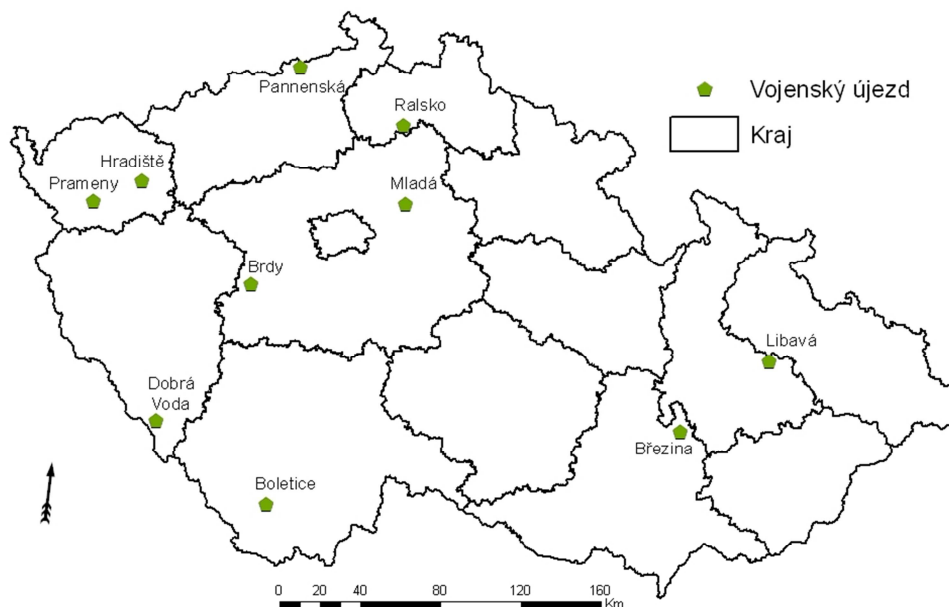 Pannenská
Ralsko
Vojenský újezd
Kraj
Hradiště
Prameny
Mladá
Brdy
Libavá
Dobrá
Voda
Březina
Boletice
0 20 40 80 120 160
Km